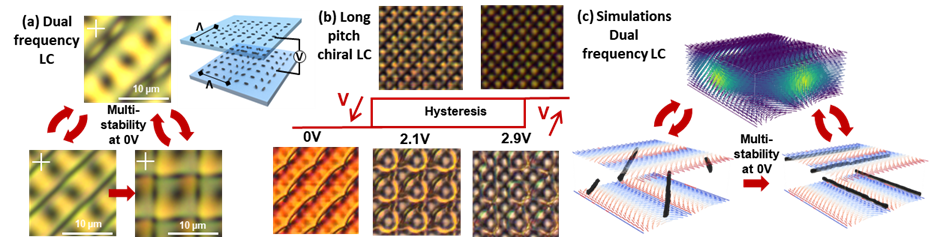 (a) Dual
frequency
LC
10 µm
Λ
Λ
V
Multi-
stability
at 0V
10 µm
10 µm
(b) Long
pitch
chiral LC
V
Hysteresis
V
0V
2.1V
2.9V
(c) Simulations
Dual
frequency LC
Multi-
stability
at 0V